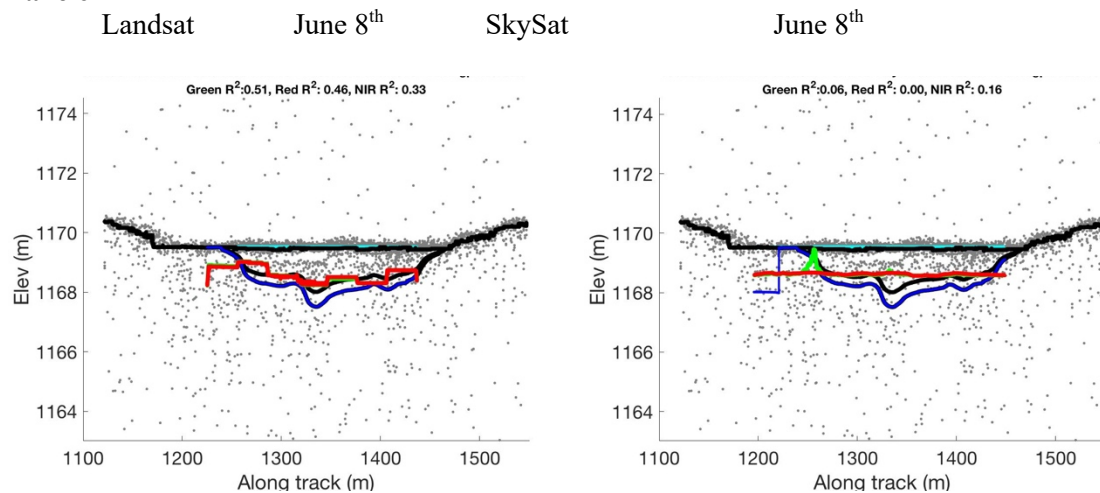 Landsat June 8th SkySat June 8th
Green R²:0.51, Red R²: 0.46, NIR R²: 0.33
1174
1172
1170
1168
1166
1164
Elev (m)
1100 1200 1300 1400 1500
Along track (m)
Green R²:0.06, Red R²: 0.00, NIR R²: 0.16
1174
1172
1170
1168
1166
1164
Elev (m)
1100 1200 1300 1400 1500
Along track (m)